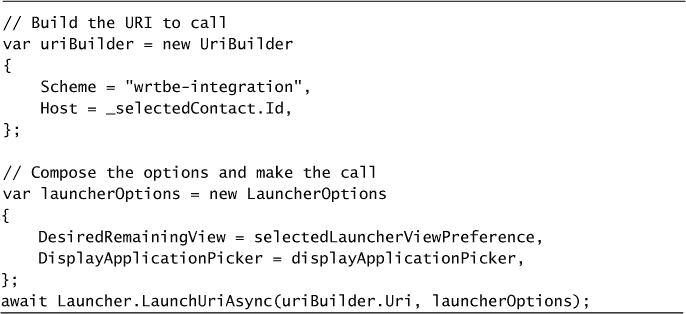 // Build the URI to call
var uriBuilder = new UriBuilder
{
    Scheme = "wrtbe-integration",
    Host = _selectedContact.Id,
};

// Compose the options and make the call
var launcherOptions = new LauncherOptions
{
    DesiredRemainingView = selectedLauncherViewPreference,
    DisplayApplicationPicker = displayApplicationPicker,
};
await Launcher.LaunchUriAsync(uriBuilder.Uri, launcherOptions);